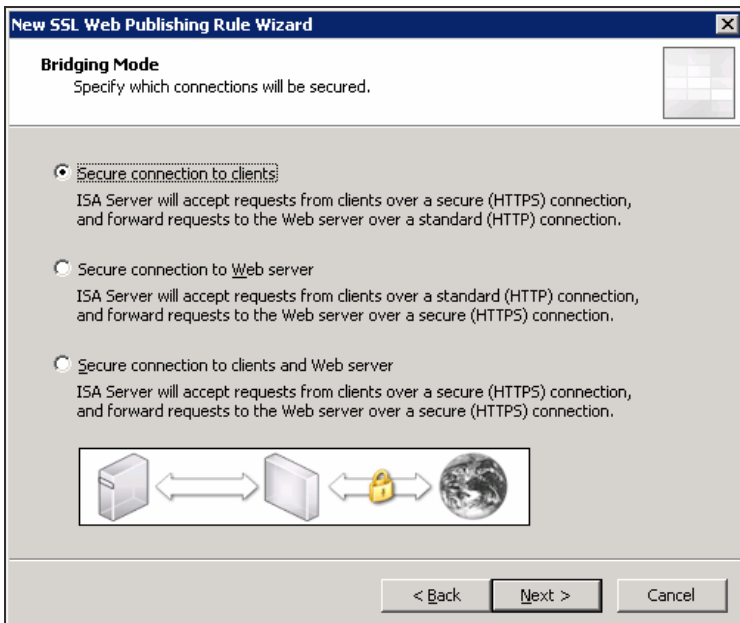 New SSL Web Publishing Rule Wizard
Bridging Mode
Specify which connections will be secured.
Secure connection to clients
ISA Server will accept requests from clients over a secure (HTTPS) connection,
and forward requests to the Web server over a standard (HTTP) connection.
Secure connection to Web server
ISA Server will accept requests from clients over a standard (HTTP) connection,
and forward requests to the Web server over a secure (HTTPS) connection.
Secure connection to clients and Web server
ISA Server will accept requests from clients over a secure (HTTPS) connection,
and forward requests to the Web server over a secure (HTTPS) connection.
< Back Next > Cancel